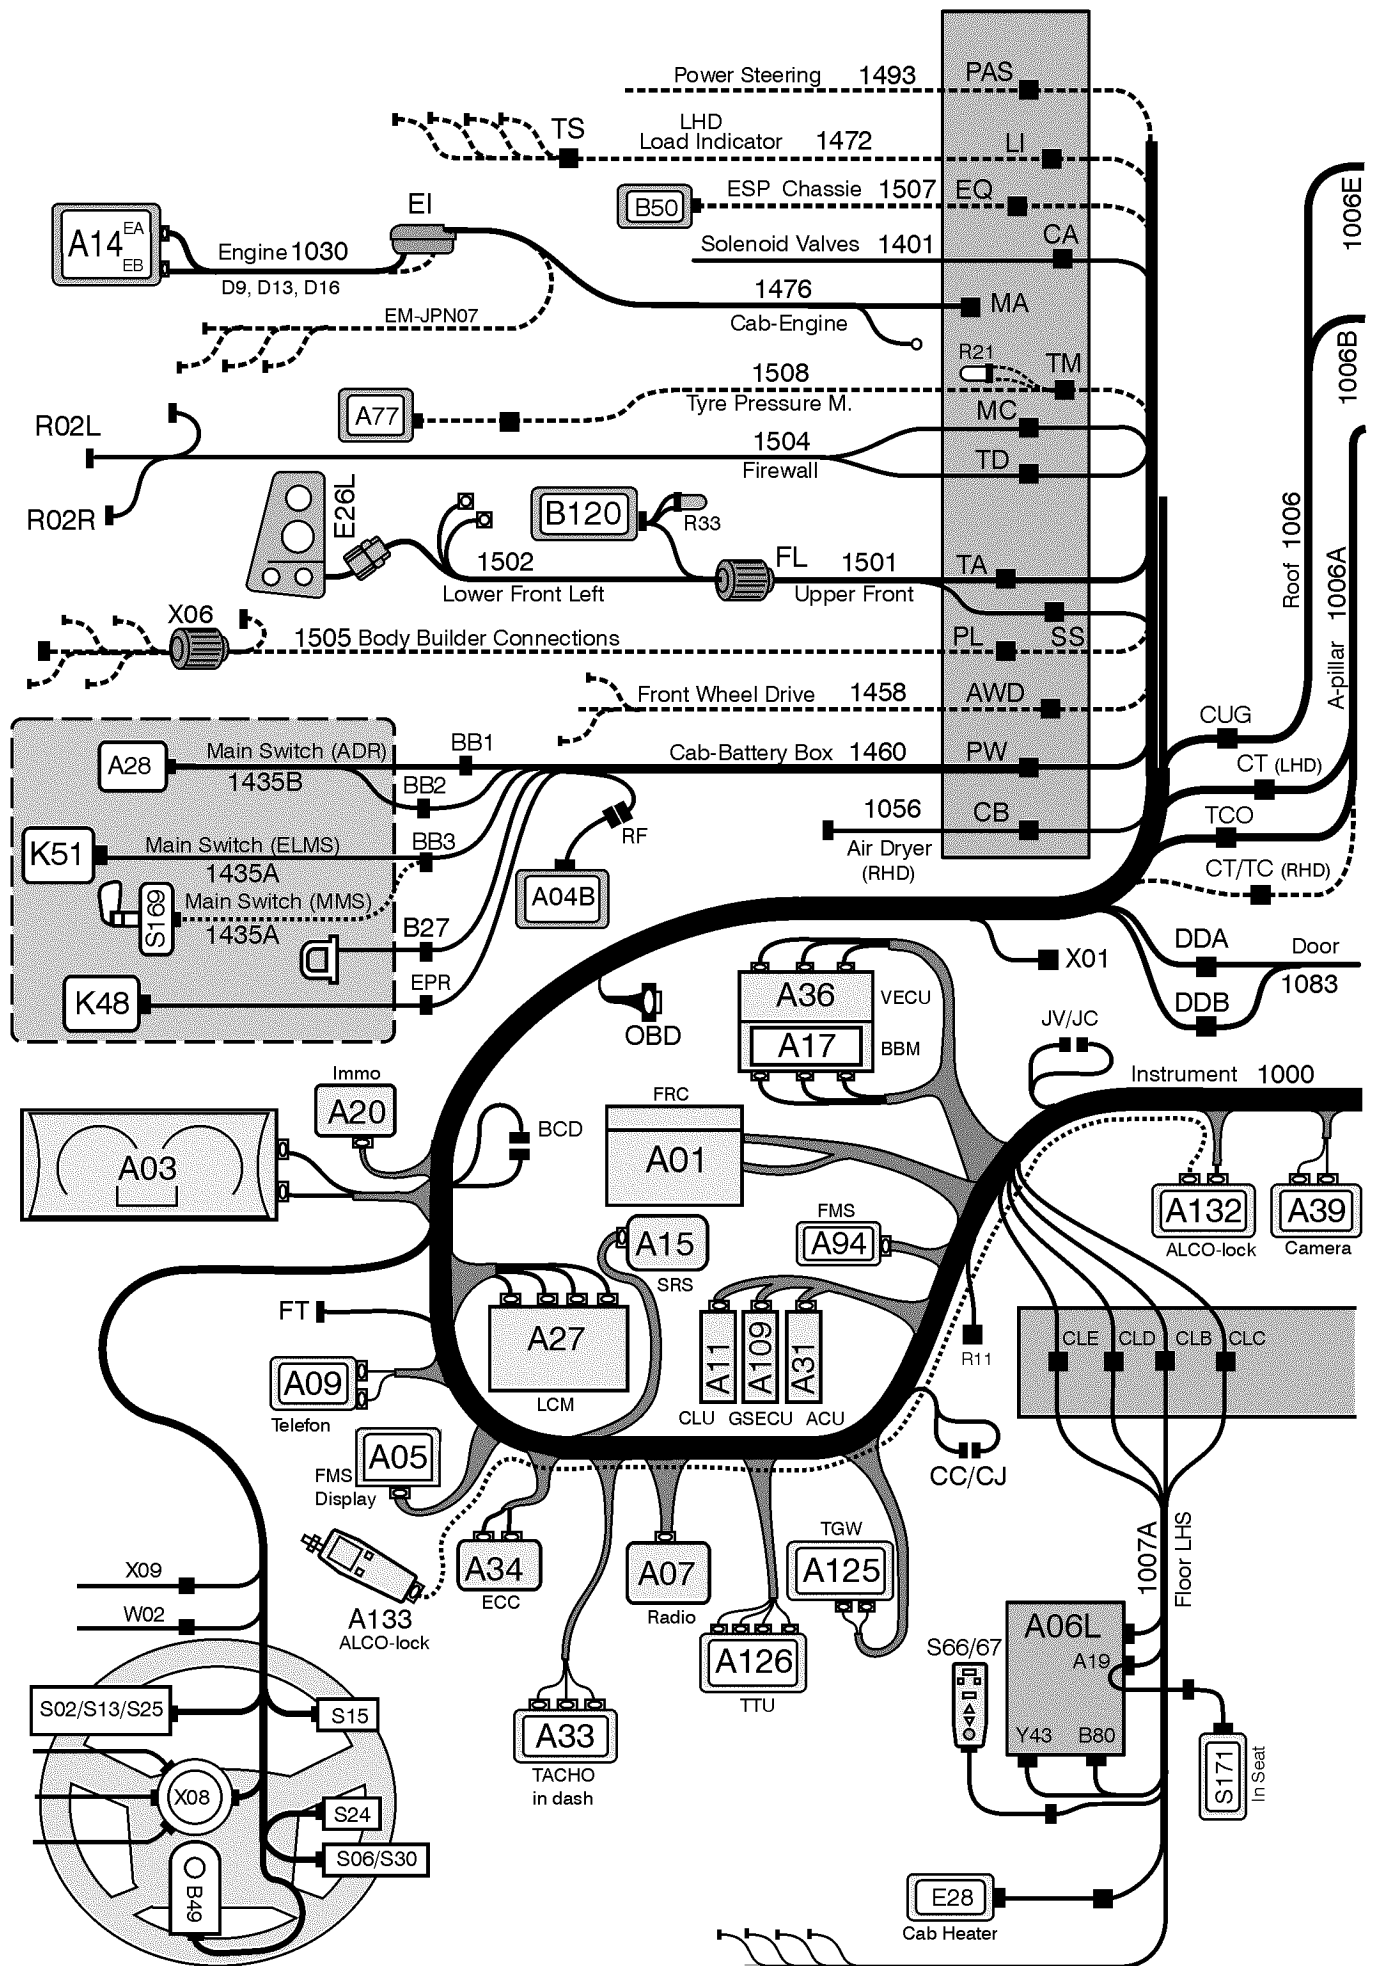 Power Steering 1493 PAS
LHD
Load Indicator 1472 LI
TS
ESP Chassie 1507 EQ
B50
Solenoid Valves 1401 CA
A14 EA
EB
Engine 1030
D9, D13, D16
EI
1476
Cab-Engine
MA
EM-JPN07
R21
TM
1508
Tyre Pressure M.
A77
MC
R02L
1504
Firewall
TD
R02R
E26L
B120
R33
FL
1502
Lower Front Left
1501
Upper Front
TA
X06
1505 Body Builder Connections
PL
SS
Front Wheel Drive 1458 AWD
Cab-Battery Box 1460 PW
1056
Air Dryer
(RHD)
CB
A28
Main Switch (ADR)
1435B
BB1
BB2
K51
Main Switch (ELMS)
1435A
BB3
S169
Main Switch (MMS)
1435A
B27
K48
EPR
RF
A04B
1006E
1006B
Roof 1006
A-pillar 1006A
CUG
CT (LHD)
TCO
CT/TC (RHD)
DDA
Door
1083
DDB
X01
OBD
A36
VECU
A17
BBM
JV/JC
Instrument 1000
Immo
A20
BCD
FRC
A01
A03
A15
SRS
FMS
A94
A132
ALCO-lock
A39
Camera
FT
A27
LCM
A11
A109
A31
CLU GSECU ACU
R11
CLE CLD CLB CLC
A09
Telefon
A05
FMS
Display
CC/CJ
A133
ALCO-lock
A34
ECC
A07
Radio
TGW
A125
A126
TTU
A33
TACHO
in dash
1007A
Floor LHS
X09
W02
S02/S13/S25
S15
X08
S24
S06/S30
B49
S66/67
A06L
A19
Y43
B80
S171
In Seat
E28
Cab Heater